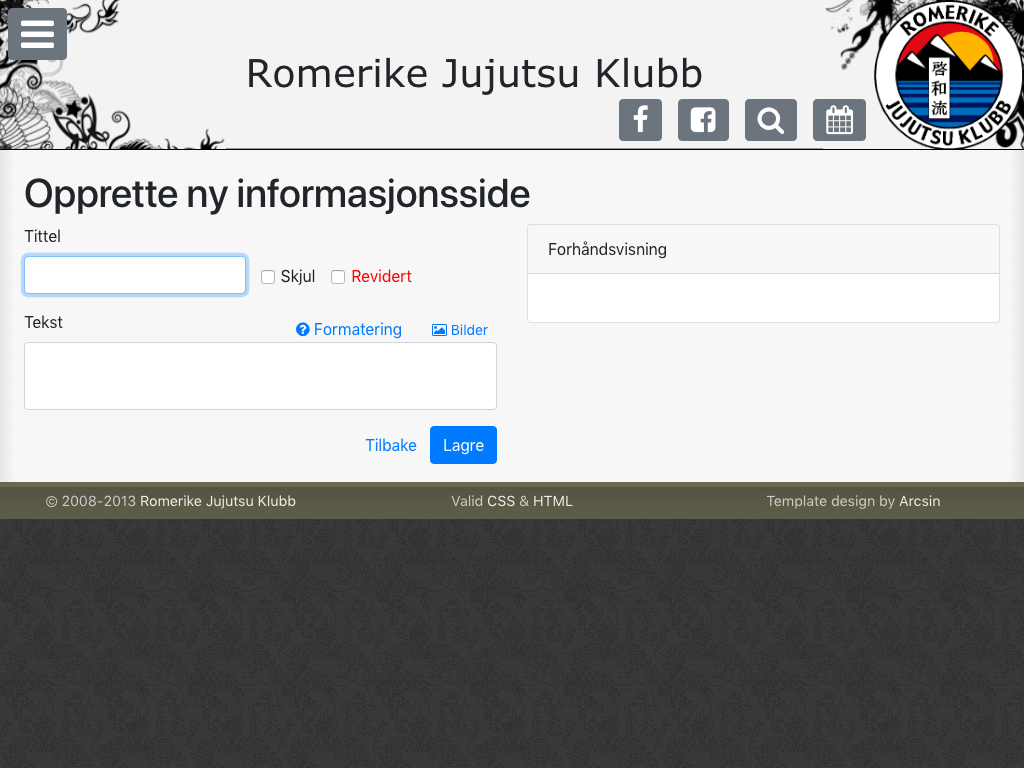 Romerike Jujutsu Klubb
ROMERIKE
啓和流
JUJUTSU KLUBB
Opprette ny informasjonsside
Tittel
Skjul Revidert
Tekst Formatering Bilder
Tilbake Lagre
Forhåndsvisning
© 2008-2013 Romerike Jujutsu Klubb Valid CSS & HTML Template design by Arcsin